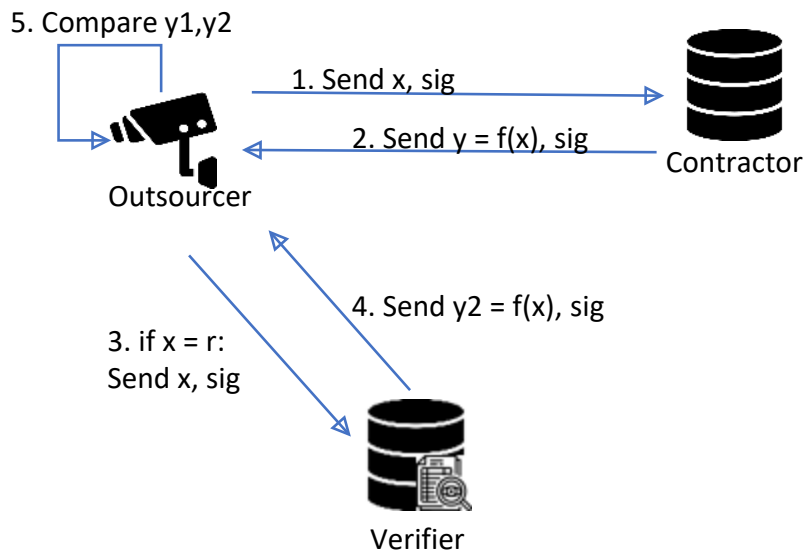 5. Compare y1,y2
1. Send x, sig
2. Send y = f(x), sig
Contractor
Outsourcer
4. Send y2 = f(x), sig
3. if x = r:
Send x, sig
Verifier